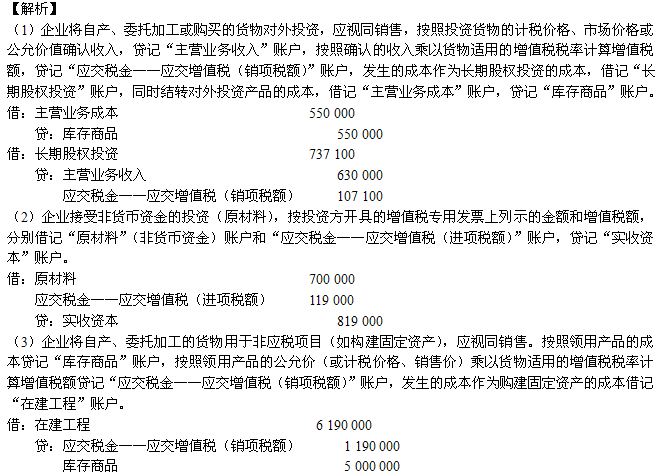 【解析】
（1）企业将自产、委托加工或购买的货物对外投资，应视同销售，按照投资货物的计税价格、市场价格或
公允价值确认收入，贷记“主营业务收入”账户，按照确认的收入乘以货物适用的增值税税率计算增值税
额，贷记“应交税金——应交增值税（销项税额）”账户，发生的成本作为长期股权投资的成本，借记“长
期股权投资”账户，同时结转对外投资产品的成本，借记“主营业务成本”账户，贷记“库存商品”账户。
借：主营业务成本 550 000
贷：库存商品 550 000
借：长期股权投资 737 100
贷：主营业务收入 630 000
应交税金——应交增值税（销项税额） 107 100
（2）企业接受非货币资金的投资（原材料），按投资方开具的增值税专用发票上列示的金额和增值税额，
分别借记“原材料”（非货币资金）账户和“应交税金——应交增值税（进项税额）”账户，贷记“实收资
本”账户。
借：原材料 700 000
应交税金——应交增值税（进项税额） 119 000
贷：实收资本 819 000
（3）企业将自产、委托加工的货物用于非应税项目（如构建固定资产），应视同销售。按照领用产品的成
本贷记“库存商品”账户，按照领用产品的公允价（或计税价格、销售价）乘以货物适用的增值税税率计
算增值税额贷记“应交税金——应交增值税（销项税额）”账户，发生的成本作为购建固定资产的成本借记
“在建工程”账户。
借：在建工程 6 190 000
贷：应交税金——应交增值税（销项税额） 1 190 000
库存商品 5 000 000